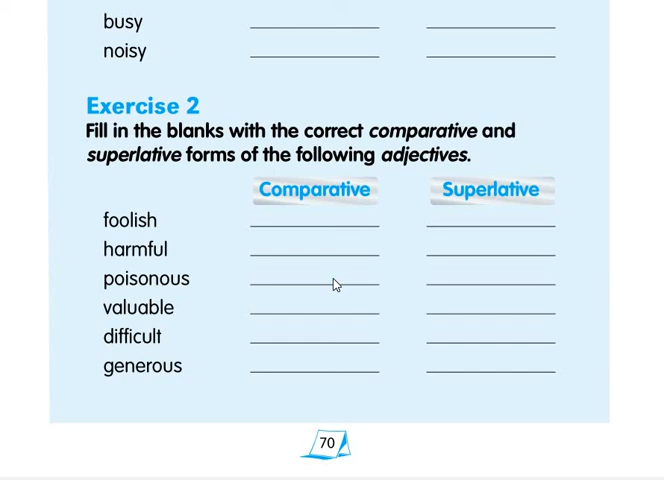 busy
noisy
Exercise 2
Fill in the blanks with the correct comparative and
superlative forms of the following adjectives.
Comparative Superlative
foolish
harmful
poisonous
valuable
difficult
generous
70